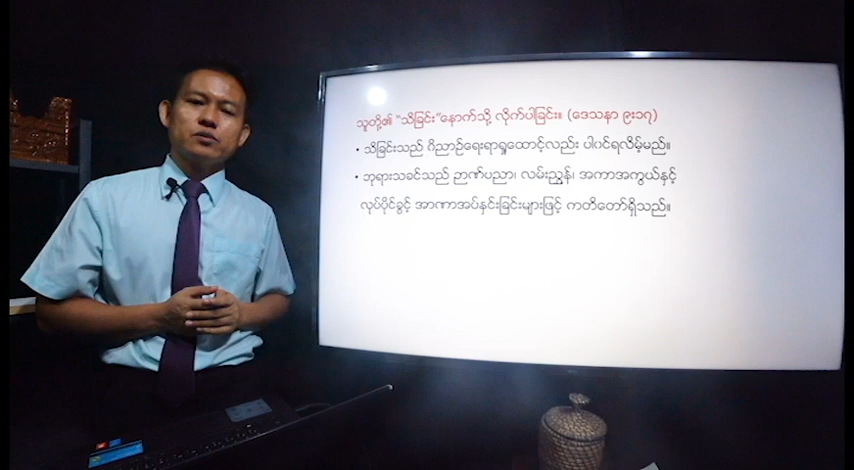 သူတို့၏ “သိခြင်း”နောက်သို့ လိုက်ပါခြင်း။ (ဒေသနာ ၉း၁၇)
• သိခြင်းသည် ဝိညာဉ်ရေးရာရှုထောင့်လည်း ပါဝင်ရလိမ့်မည်။
• ဘုရားသခင်သည် ဉာဏ်ပညာ၊ လမ်းညွှန်၊ အကာအကွယ်နှင့်
လုပ်ပိုင်ခွင့် အာဏာအပ်နှင်းခြင်းများဖြင့် ကတိတော်ရှိသည်။